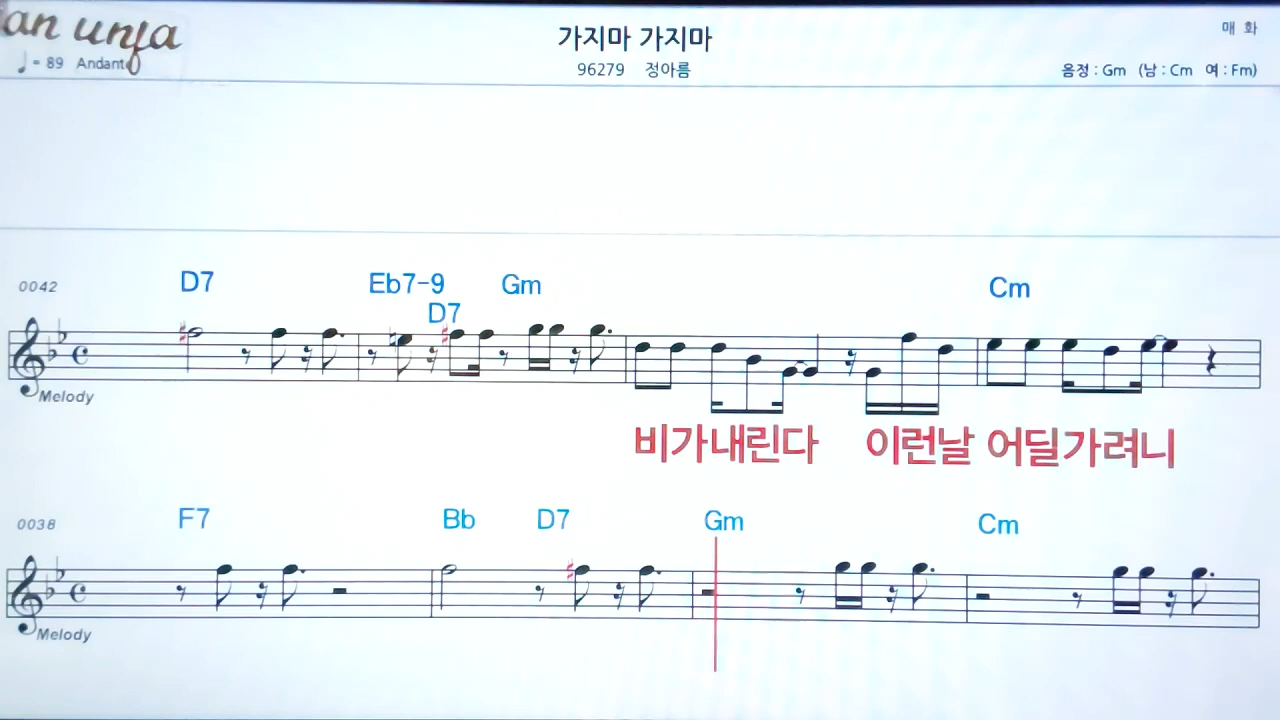 an unja
가지마 가지마
매 화
♩= 89 Andant
96279 정아름
음정 : Gm (남 : Cm 여 : Fm)
0042 D7 Eb7-9 Gm Cm
D7
Melody
비가내린다 이런날 어딜가려니
0038 F7 Bb D7 Gm Cm
Melody